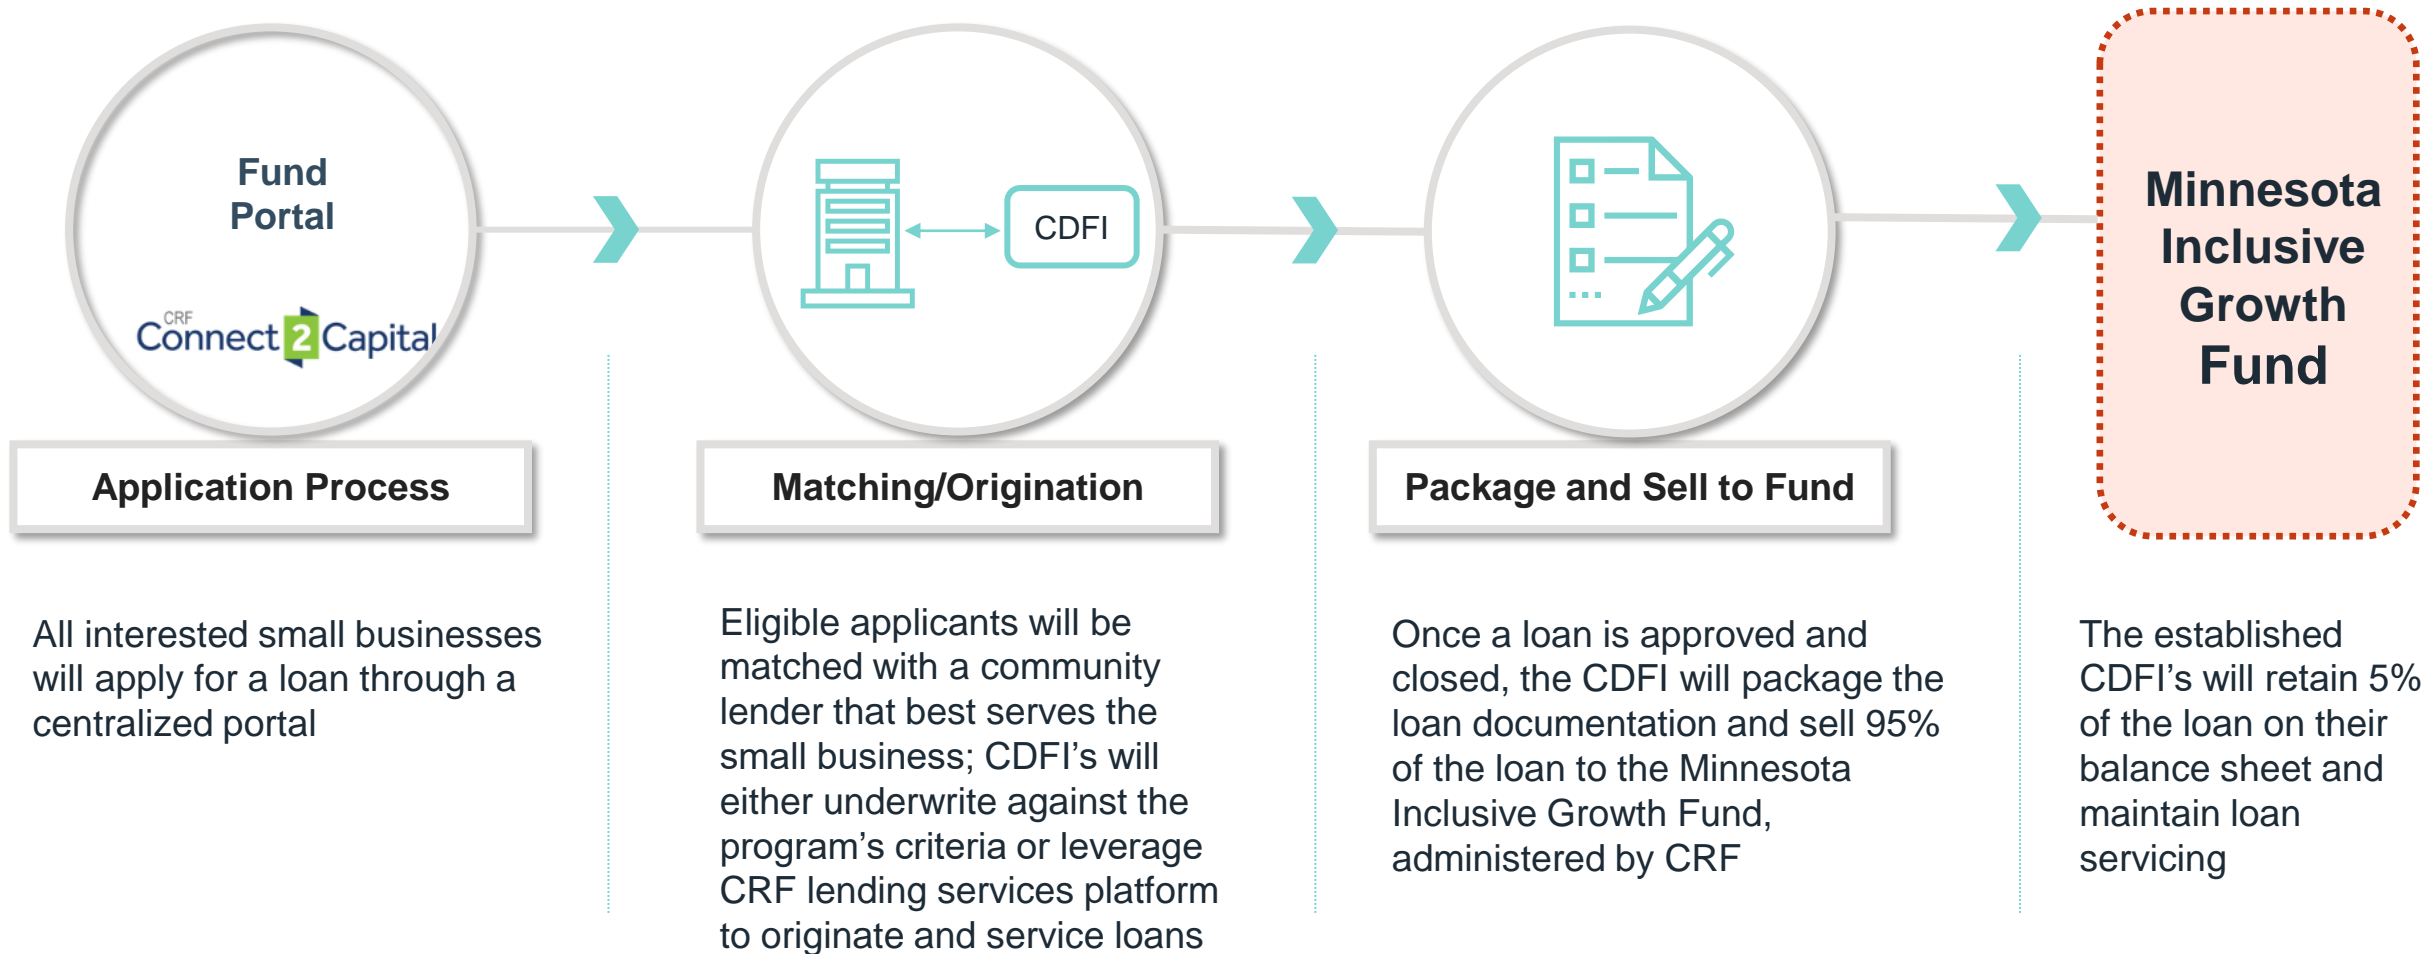 Fund
Portal
CRF
Connect 2 Capital
Application Process
All interested small businesses
will apply for a loan through a
centralized portal
CDFI
Matching/Origination
Eligible applicants will be
matched with a community
lender that best serves the
small business; CDFI’s will
either underwrite against the
program’s criteria or leverage
CRF lending services platform
to originate and service loans
Package and Sell to Fund
Once a loan is approved and
closed, the CDFI will package the
loan documentation and sell 95%
of the loan to the Minnesota
Inclusive Growth Fund,
administered by CRF
Minnesota
Inclusive
Growth
Fund
The established
CDFI’s will retain 5%
of the loan on their
balance sheet and
maintain loan
servicing